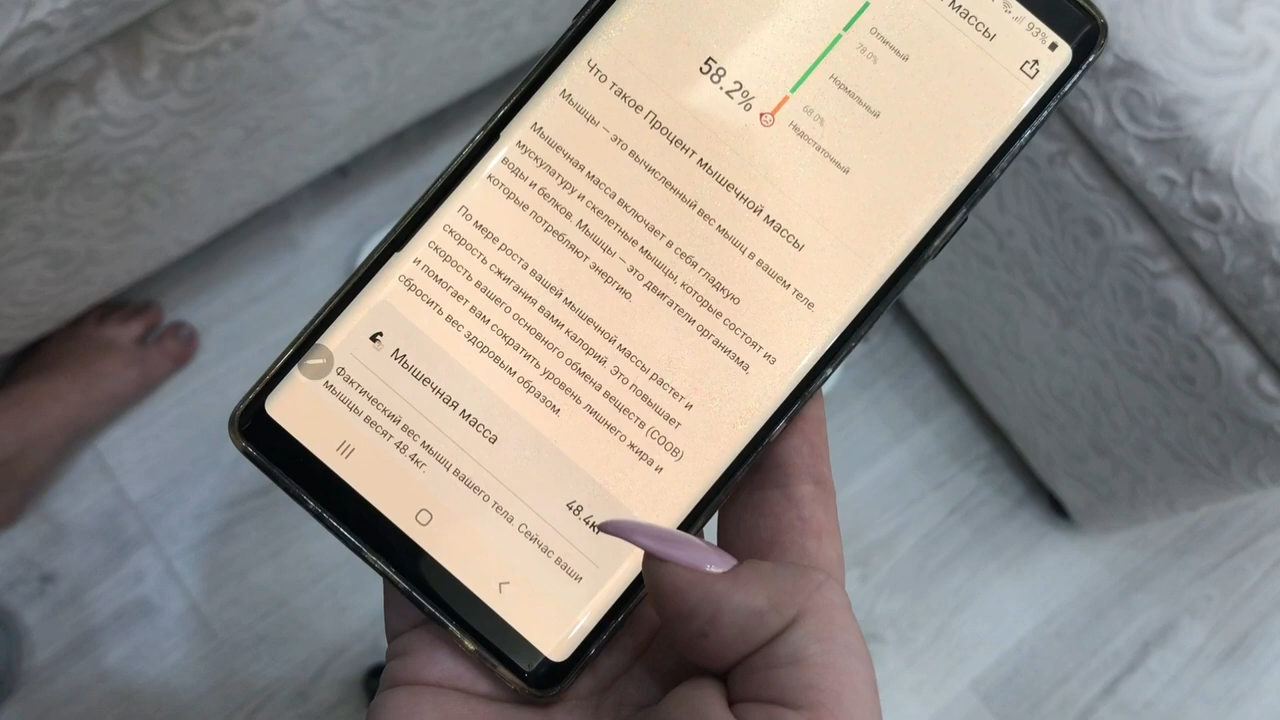 массы
93%
Отличный
78.0%
58.2%
Нормальный
68.0%
Недостаточный
Что такое Процент мышечной массы
Мышцы — это вычисленный вес мышц в вашем теле.
Мышечная масса включает в себя гладкую
мускулатуру и скелетные мышцы, которые состоят из
воды и белков. Мышцы — это двигатели организма,
которые потребляют энергию.
По мере роста вашей мышечной массы растет и
скорость сжигания вами калорий. Это повышает
скорость вашего основного обмена веществ (СООВ)
и помогает вам сократить уровень лишнего жира и
сбросить вес здоровым образом.
Мышечная масса
48.4кг
Фактический вес мышц вашего тела. Сейчас ваши
мышцы весят 48.4кг.